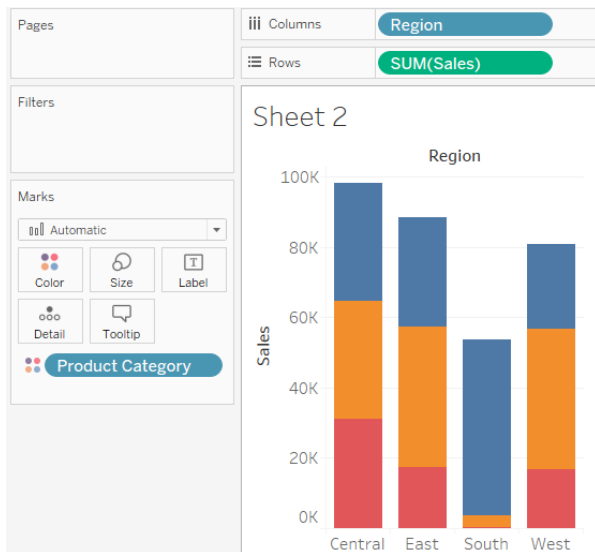 Pages
Columns
Region
Rows
SUM(Sales)
Filters
Sheet 2
Marks
Automatic
Color
Size
T
Label
Detail
Tooltip
Product Category
Region
100K
80K
60K
40K
20K
0K
Sales
Central East South West